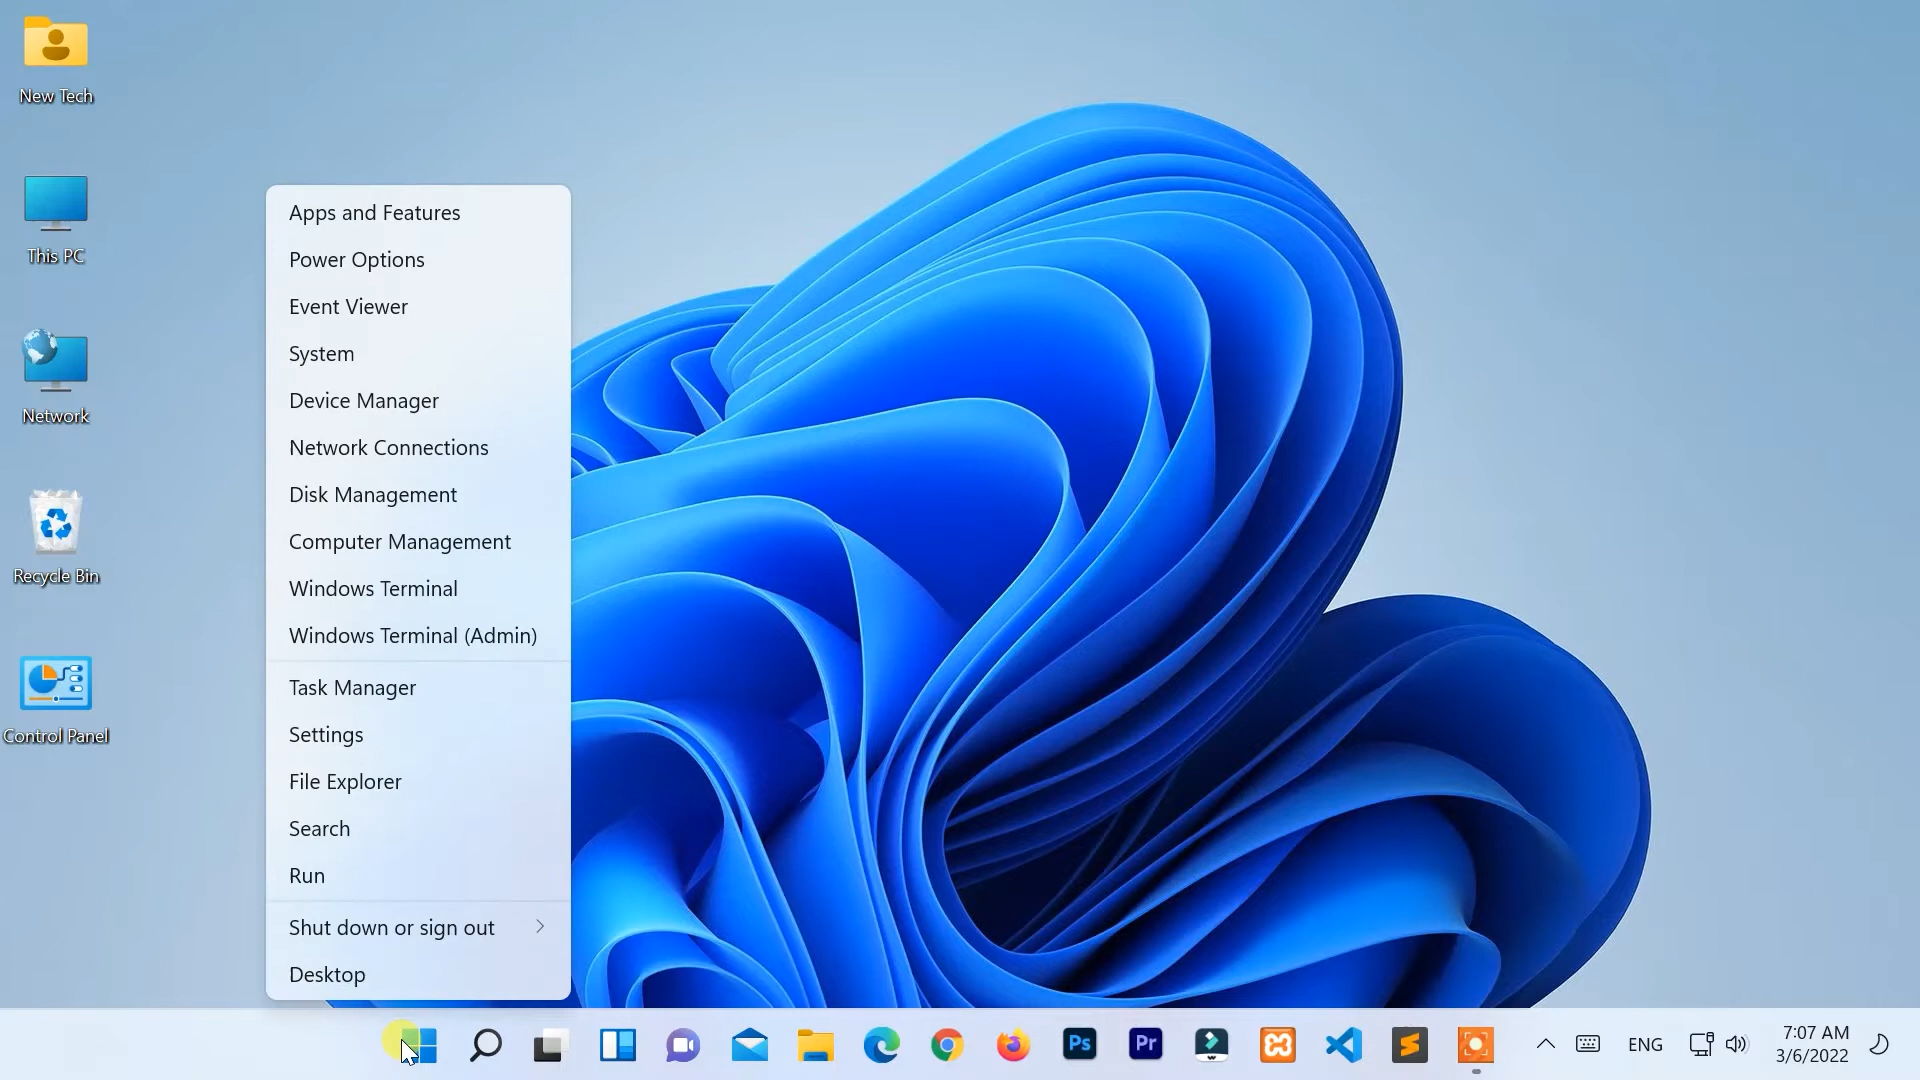 New Tech
This PC
Network
Recycle Bin
Control Panel
Apps and Features
Power Options
Event Viewer
System
Device Manager
Network Connections
Disk Management
Computer Management
Windows Terminal
Windows Terminal (Admin)
Task Manager
Settings
File Explorer
Search
Run
Shut down or sign out
Desktop
Ps
Pr
ENG
7:07 AM
3/6/2022